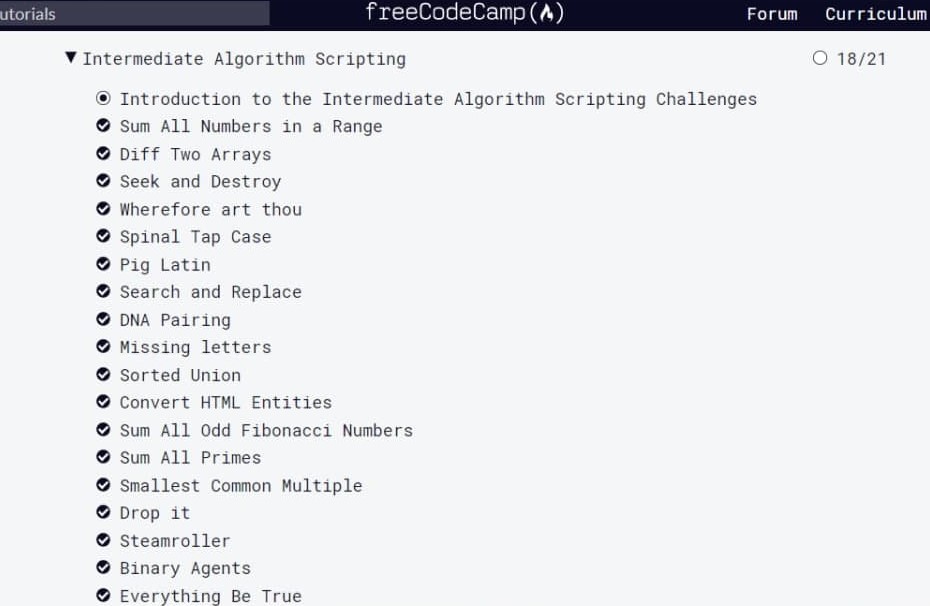 utorials
freeCodeCamp
Forum Curriculum
Intermediate Algorithm Scripting 18/21
Introduction to the Intermediate Algorithm Scripting Challenges
Sum All Numbers in a Range
Diff Two Arrays
Seek and Destroy
Wherefore art thou
Spinal Tap Case
Pig Latin
Search and Replace
DNA Pairing
Missing letters
Sorted Union
Convert HTML Entities
Sum All Odd Fibonacci Numbers
Sum All Primes
Smallest Common Multiple
Drop it
Steamroller
Binary Agents
Everything Be True